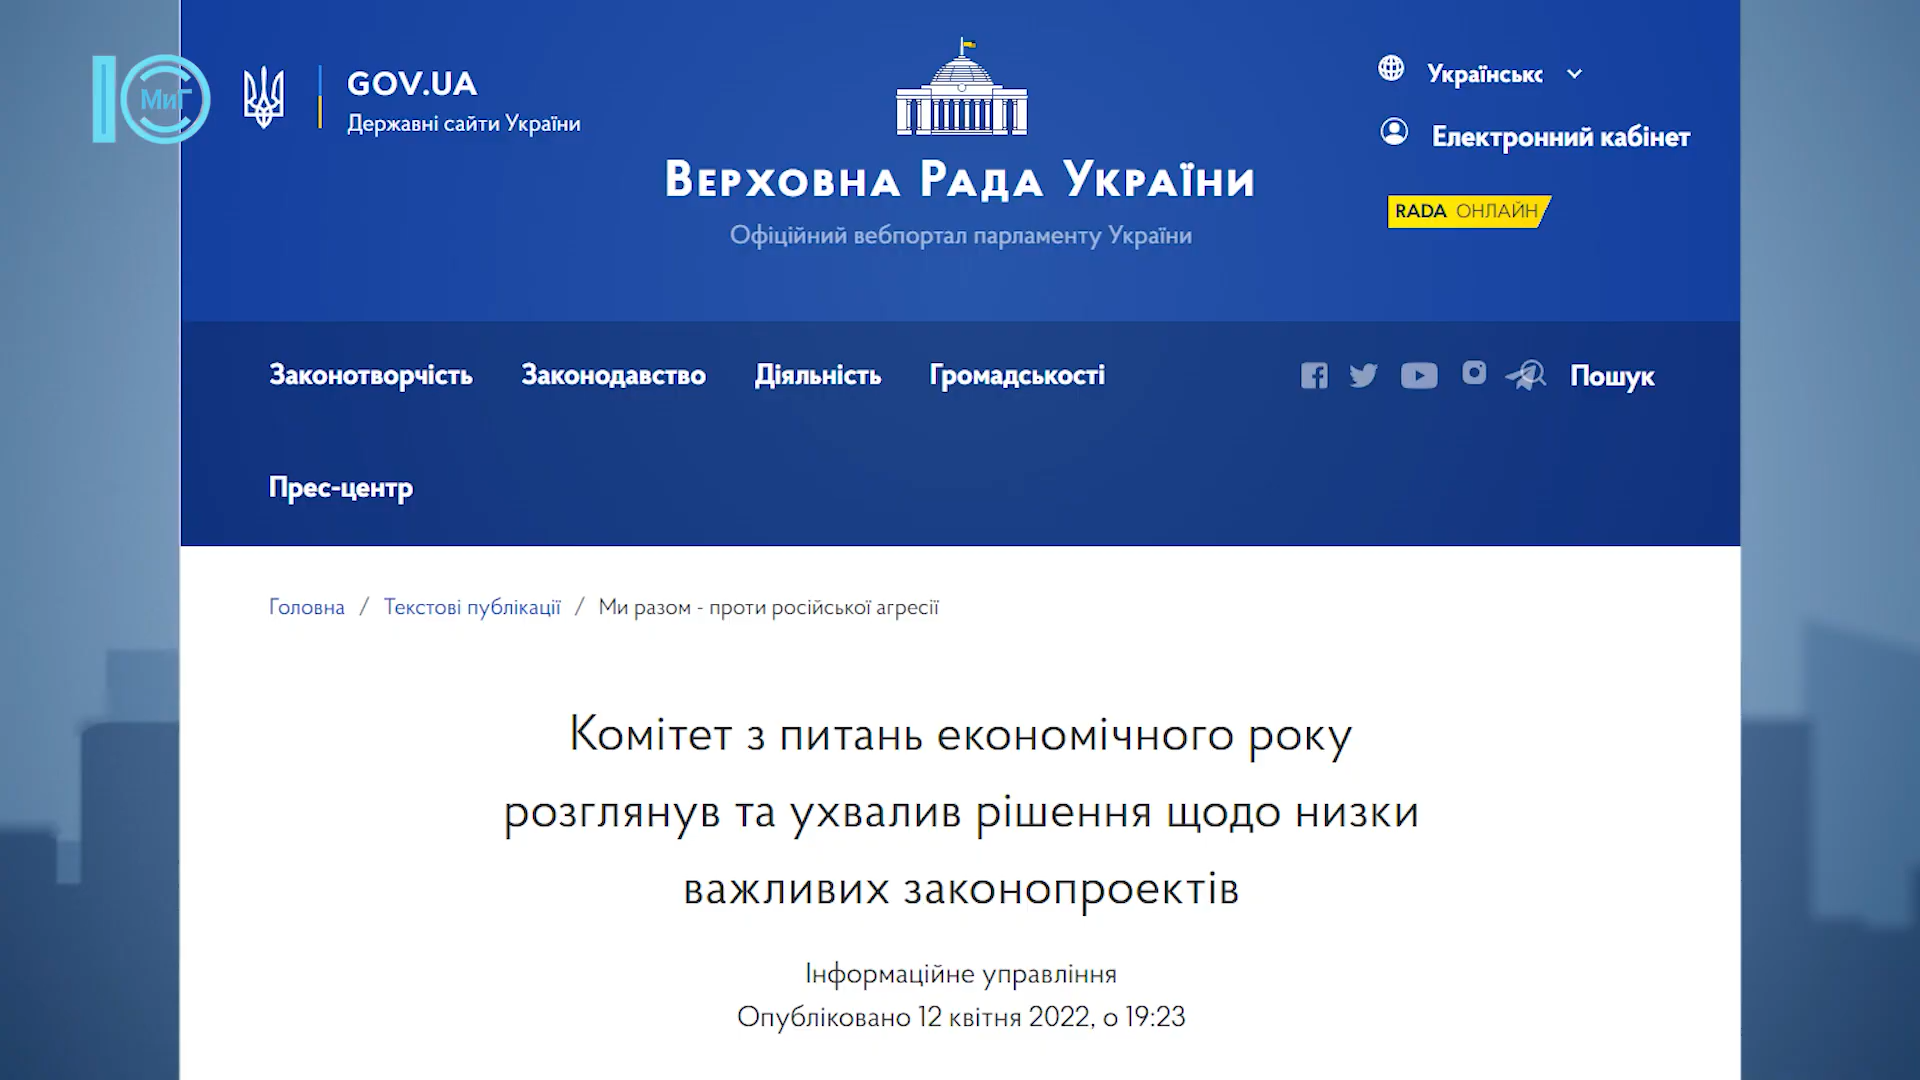 ІС
МиГ
GOV.UA
Державні сайти України
Верховна Рада України
Офіційний вебпортал парламенту України
Українськс
Електронний кабінет
RADA ОНЛАЙН
Законотворчість Законодавство Діяльність Громадськості Пошук
Прес-центр
Головна / Текстові публікації / Ми разом - проти російської агресії
Комітет з питань економічного року
розглянув та ухвалив рішення щодо низки
важливих законопроектів
Інформаційне управління
Опубліковано 12 квітня 2022, о 19:23